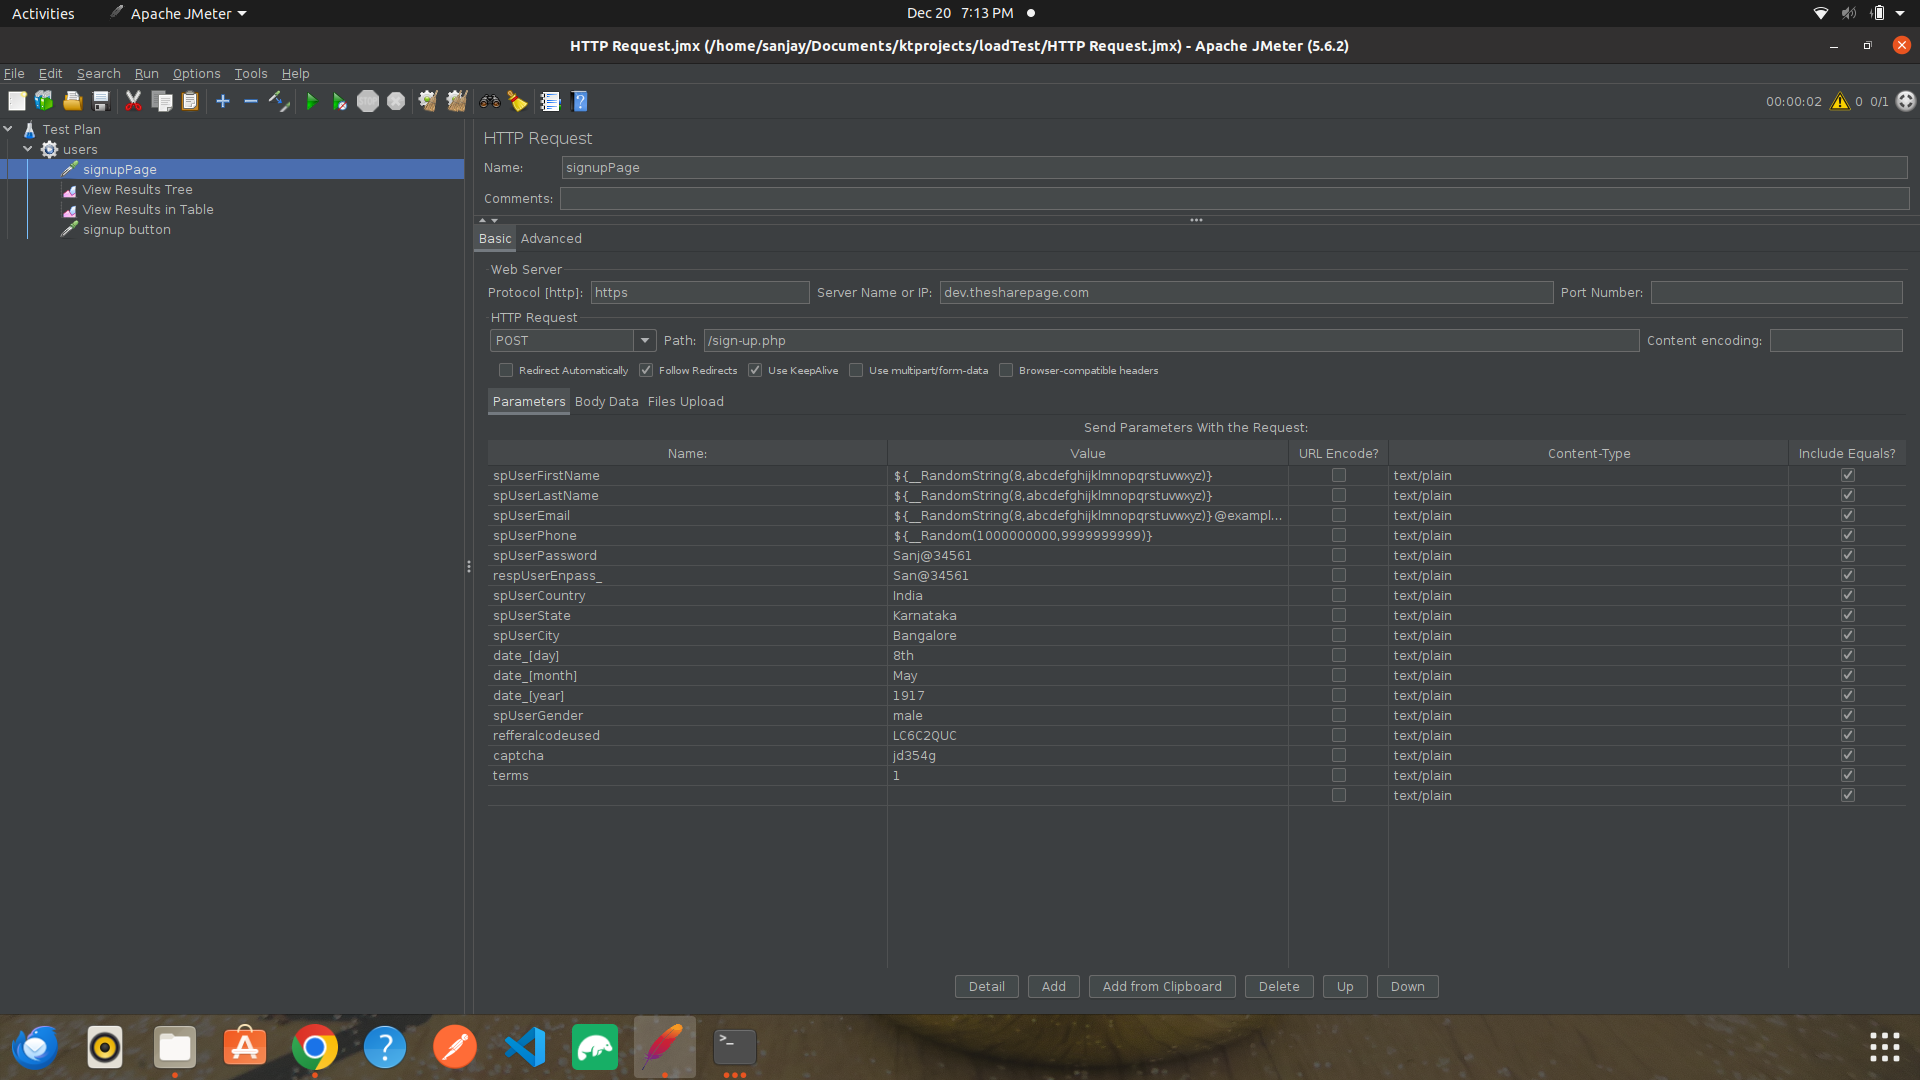 Activities
Apache JMeter
Dec 20 7:13 PM
HTTP Request.jmx (/home/sanjay/Documents/ktprojects/loadTest/HTTP Request.jmx) - Apache JMeter (5.6.2)
File Edit Search Run Options Tools Help
00:00:02 0 0/1
Test Plan
users
signupPage
View Results Tree
View Results in Table
signup button
HTTP Request
Name: signupPage
Comments:
Basic Advanced
Web Server
Protocol [http]: https Server Name or IP: dev.thesharepage.com Port Number:
HTTP Request
POST Path: /sign-up.php Content encoding:
Redirect Automatically Follow Redirects Use KeepAlive Use multipart/form-data Browser-compatible headers
Parameters Body Data Files Upload
Send Parameters With the Request:
Name: Value URL Encode? Content-Type Include Equals?
spUserFirstName ${__RandomString(8,abcdefghijklmnopqrstuvwxyz)} text/plain
spUserLastName ${__RandomString(8,abcdefghijklmnopqrstuvwxyz)} text/plain
spUserEmail ${__RandomString(8,abcdefghijklmnopqrstuvwxyz)}@exampl... text/plain
spUserPhone ${__Random(1000000000,9999999999)} text/plain
spUserPassword Sanj@34561 text/plain
respUserEnpass_ San@34561 text/plain
spUserCountry India text/plain
spUserState Karnataka text/plain
spUserCity Bangalore text/plain
date_[day] 8th text/plain
date_[month] May text/plain
date_[year] 1917 text/plain
spUserGender male text/plain
refferalcodeused LC6C2QUC text/plain
captcha jd354g text/plain
terms 1 text/plain
text/plain
Detail Add Add from Clipboard Delete Up Down